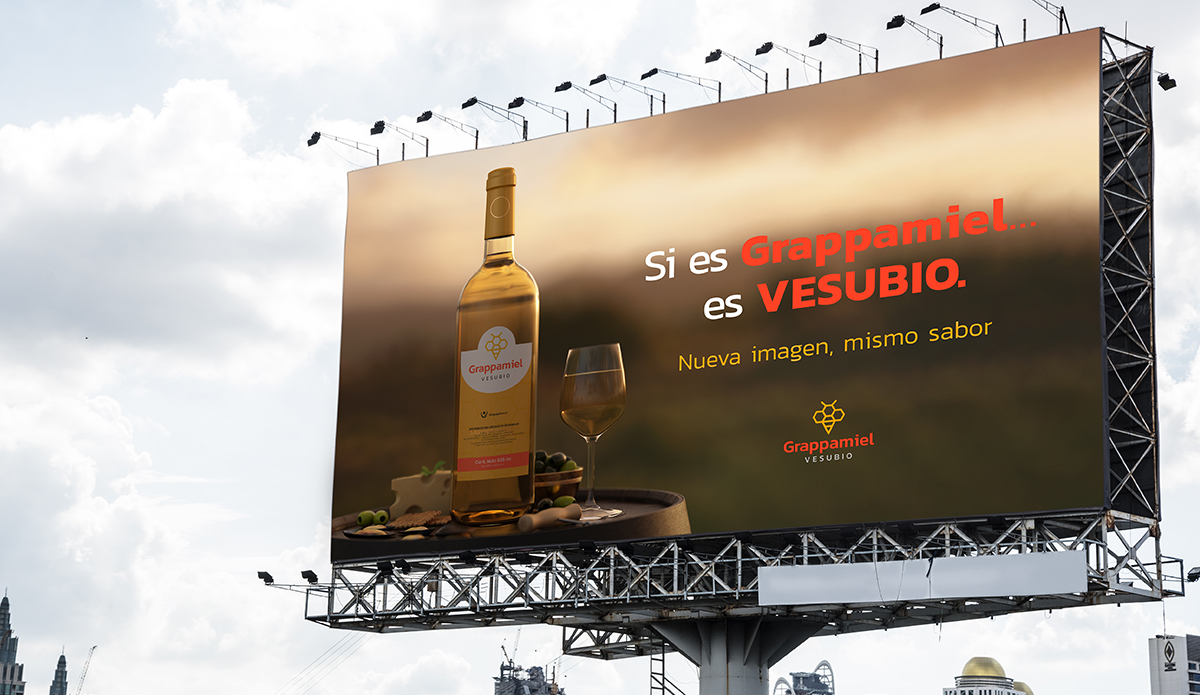 Si es Grappamiel...
es VESUBIO.
Nueva imagen, mismo sabor
Grappamiel
VESUBIO
Grappamiel
VESUBIO